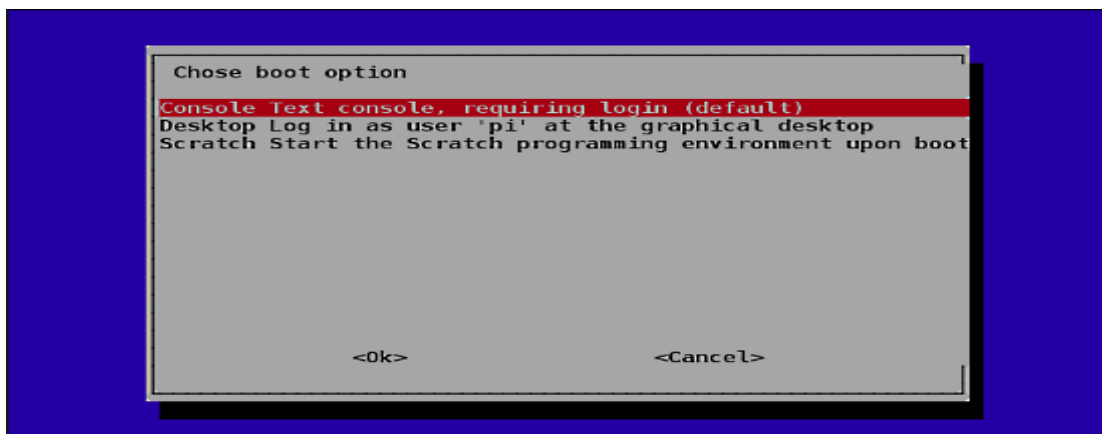 Chose boot option
Console Text console, requiring login (default)
Desktop Log in as user 'pi' at the graphical desktop
Scratch Start the Scratch programming environment upon boot
<Ok> <Cancel>